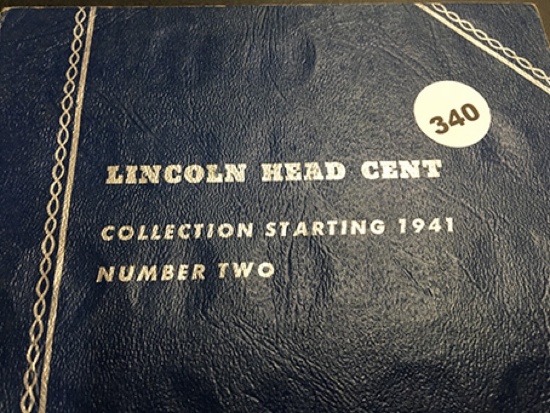 340
LINCOLN HEAD CENT
COLLECTION STARTING 1941
NUMBER TWO